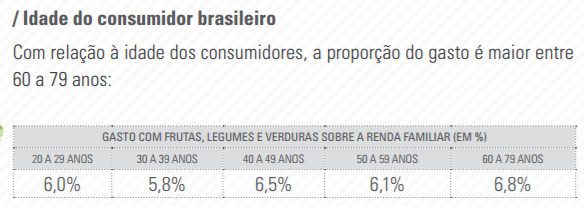 / Idade do consumidor brasileiro
Com relação à idade dos consumidores, a proporção do gasto é maior entre
60 a 79 anos:
GASTO COM FRUTAS, LEGUMES E VERDURAS SOBRE A RENDA FAMILIAR (EM %)
20 A 29 ANOS 30 A 39 ANOS 40 A 49 ANOS 50 A 59 ANOS 60 A 79 ANOS
6,0% 5,8% 6,5% 6,1% 6,8%